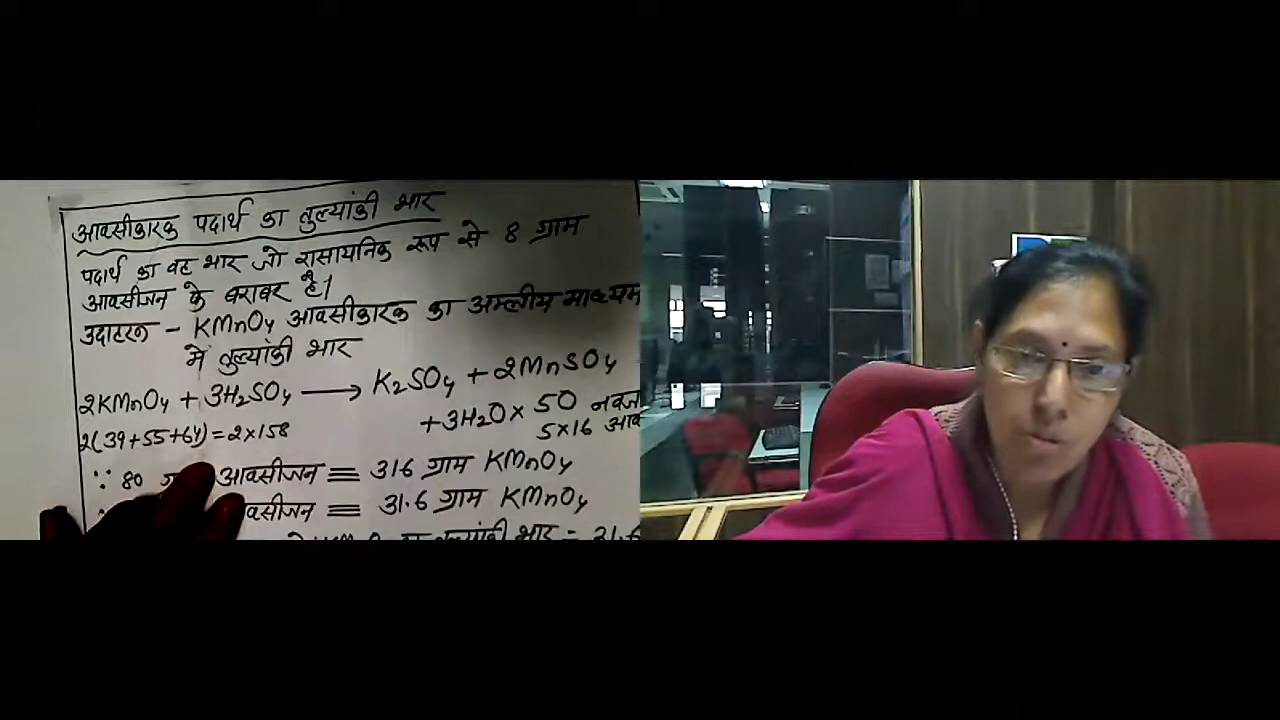 आक्सीकारक पदार्थ का तुल्यांकी भार
पदार्थ का वह भार जो रासायनिक रूप से 8 ग्राम
आक्सीजन के बराबर है।
उदाहरण - KMnO4 आक्सीकारक का अम्लीय माध्यम
में तुल्यांकी भार
2KMnO4 + 3H2SO4 ⟶ K2SO4 + 2MnSO4
+ 3H2O × 5O
2(39+55+64) = 2×158
5×16
∵ 80 आक्सीजन ≡ 316 ग्राम KMnO4
≡ 31.6 ग्राम KMnO4
तुल्यांकी भार = 31.6